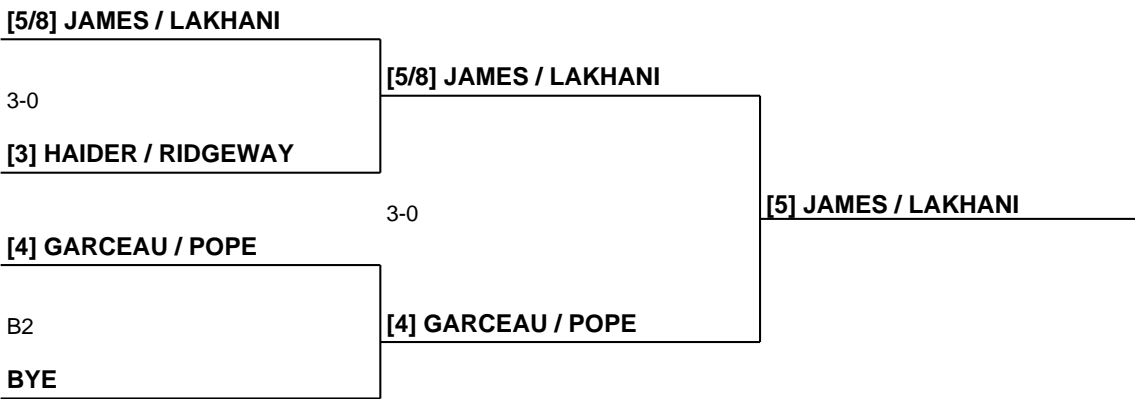 [5/8] JAMES / LAKHANI
[5/8] JAMES / LAKHANI
3-0
[3] HAIDER / RIDGEWAY
[5] JAMES / LAKHANI
3-0
[4] GARCEAU / POPE
B2
[4] GARCEAU / POPE
BYE